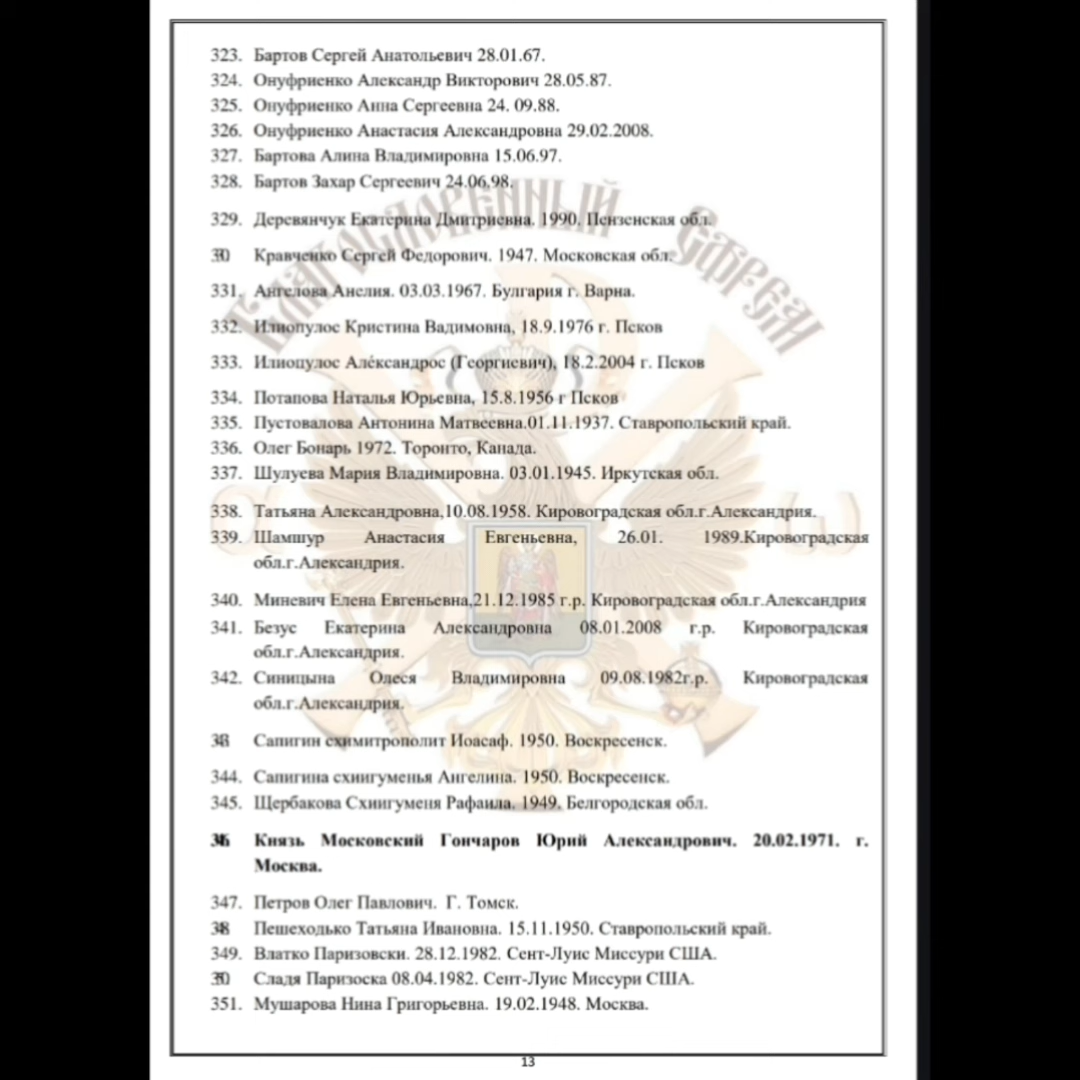 323. Бартов Сергей Анатольевич 28.01.67.
324. Онуфриенко Александр Викторович 28.05.87.
325. Онуфриенко Анна Сергеевна 24. 09.88.
326. Онуфриенко Анастасия Александровна 29.02.2008.
327. Бартова Алина Владимировна 15.06.97.
328. Бартов Захар Сергеевич 24.06.98.
Благословенный Ефрем
329. Деревянчук Екатерина Дмитриевна. 1990. Пензенская обл.
Кравченко Сергей Федорович. 1947. Московская обл.
331. Ангелова Анелия. 03.03.1967. Булгария г. Варна.
332. Илиопулос Кристина Вадимовна, 18.9.1976 г. Псков
333. Илиопулос Алéксандрос (Георгиевич), 18.2.2004 г. Псков
334. Потапова Наталья Юрьевна, 15.8.1956 г Псков
335. Пустовалова Антонина Матвеевна.01.11.1937. Ставропольский край.
336. Олег Бонарь 1972. Торонто, Канада.
337. Шулуева Мария Владимировна. 03.01.1945. Иркутская обл.
338. Татьяна Александровна,10.08.1958. Кировоградская обл.г.Александрия.
339. Шамшур Анастасия Евгеньевна, 26.01. 1989.Кировоградская
обл.г.Александрия.
340. Миневич Елена Евгеньевна,21.12.1985 г.р. Кировоградская обл.г.Александрия
341. Безус Екатерина Александровна 08.01.2008 г.р. Кировоградская
обл.г.Александрия.
342. Синицына Олеся Владимировна 09.08.1982г.р. Кировоградская
обл.г.Александрия.
Сапигин схимитрополит Иоасаф. 1950. Воскресенск.
344. Сапигина схиигуменья Ангелина. 1950. Воскресенск.
345. Щербакова Схиигуменя Рафаила. 1949. Белгородская обл.
Князь Московский Гончаров Юрий Александрович. 20.02.1971. г.
Москва.
347. Петров Олег Павлович. Г. Томск.
Пешеходько Татьяна Ивановна. 15.11.1950. Ставропольский край.
349. Влатко Паризовски. 28.12.1982. Сент-Луис Миссури США.
Сладя Паризоска 08.04.1982. Сент-Луис Миссури США.
351. Мушарова Нина Григорьевна. 19.02.1948. Москва.
13